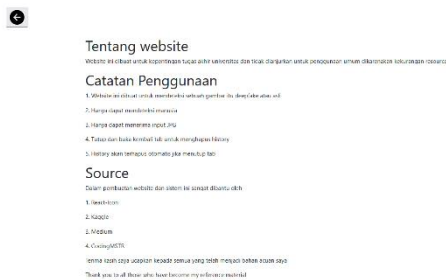 Tentang website
Website ini dibuat untuk kepentingan tugas akhir universitas dan tidak dianjurkan untuk penggunaan umum dikarenakan kekurangan resource
Catatan Penggunaan
1. Website ini dibuat untuk mendeteksi sebuah gambar itu deepfake atau asli
2. Hanya dapat mendeteksi manusia
3. Hanya dapat menerima input JPG
4. Tutup dan buka kembali tab untuk menghapus history
5. History akan terhapus otomatis jika menutup tab
Source
Dalam pembuatan website dan sistem ini sangat dibantu oleh
1. React-Icon
2. Kaggle
3. Medium
4. CodingMSTR
Terima kasih saya ucapkan kepada semua yang telah menjadi bahan acuan saya
Thank you to all those who have become my reference material